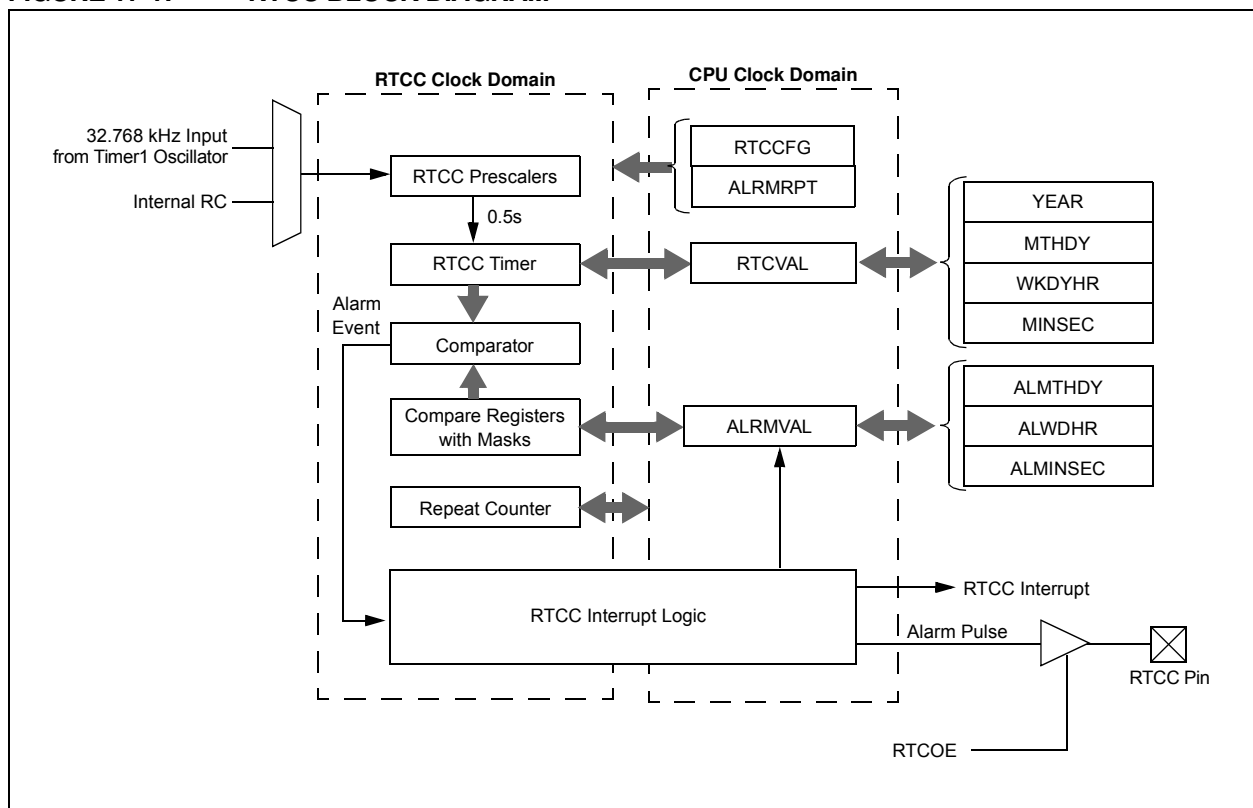 RTCC Clock Domain
CPU Clock Domain
32.768 kHz Input
from Timer1 Oscillator
Internal RC
RTCC Prescalers
0.5s
RTCC Timer
Alarm
Event
Comparator
Compare Registers
with Masks
Repeat Counter
RTCC Interrupt Logic
RTCCFG
ALRMRPT
RTCVAL
ALRMVAL
YEAR
MTHDY
WKDYHR
MINSEC
ALMTHDY
ALWDHR
ALMINSEC
RTCC Interrupt
Alarm Pulse
RTCC Pin
RTCOE